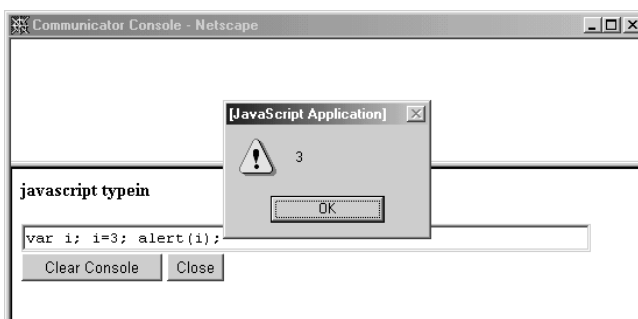 Communicator Console - Netscape
[JavaScript Application]
3
OK
javascript typein
var i; i=3; alert(i);
Clear Console
Close